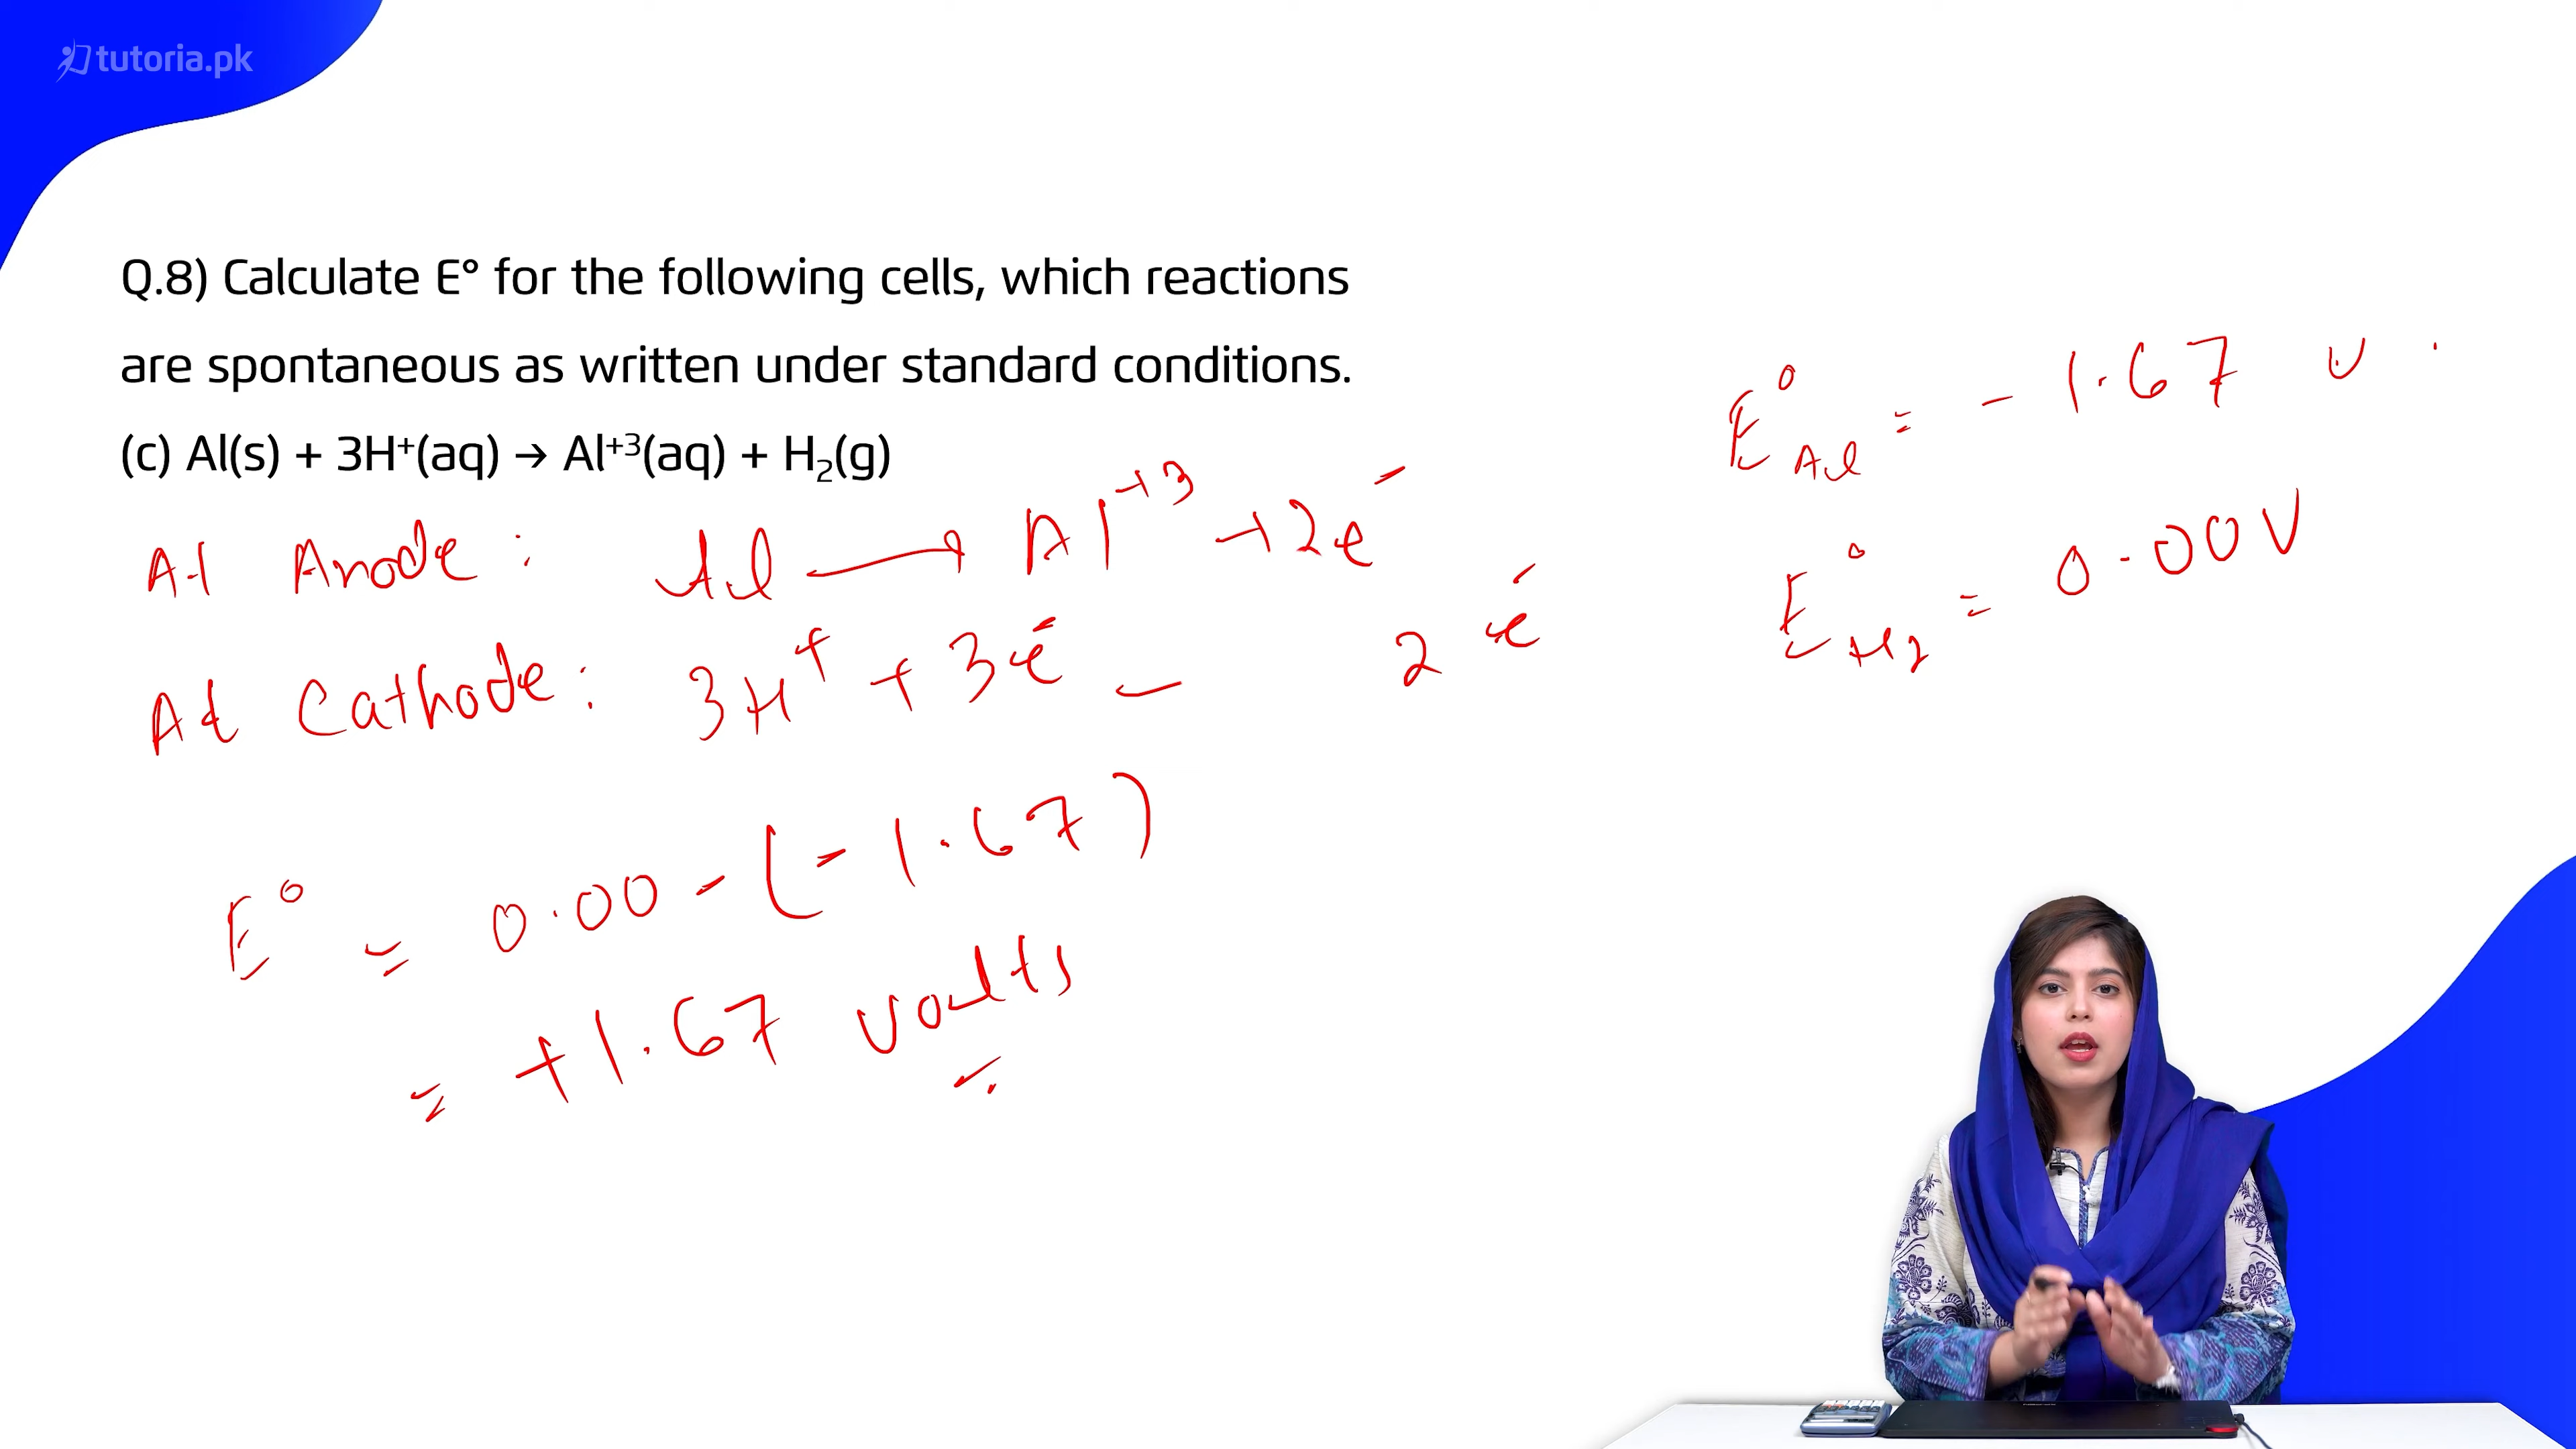 tutoria.pk
Q.8) Calculate E° for the following cells, which reactions
are spontaneous as written under standard conditions.
(c) Al(s) + 3H⁺(aq) → Al⁺³(aq) + H₂(g)
E°Al = - 1.67 v .
E°H2 = 0.00V
At Anode : Al ⟶ Al⁺³ + 2e⁻
At Cathode : 3H⁺ + 3e⁻ — 2 e⁻
E° = 0.00 - (- 1.67)
= +1.67 voults